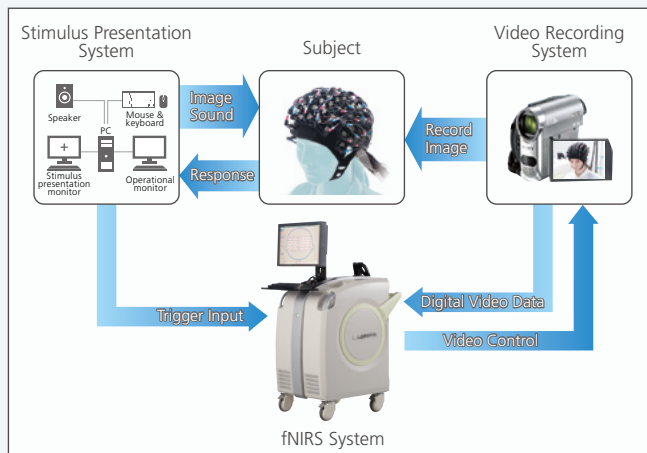 Stimulus Presentation
System
Subject
Video Recording
System
Speaker
Mouse &
keyboard
PC
+
Stimulus
presentation
monitor
Operational
monitor
Image
Sound
Response
Record
Image
Trigger Input
Digital Video Data
Video Control
fNIRS System